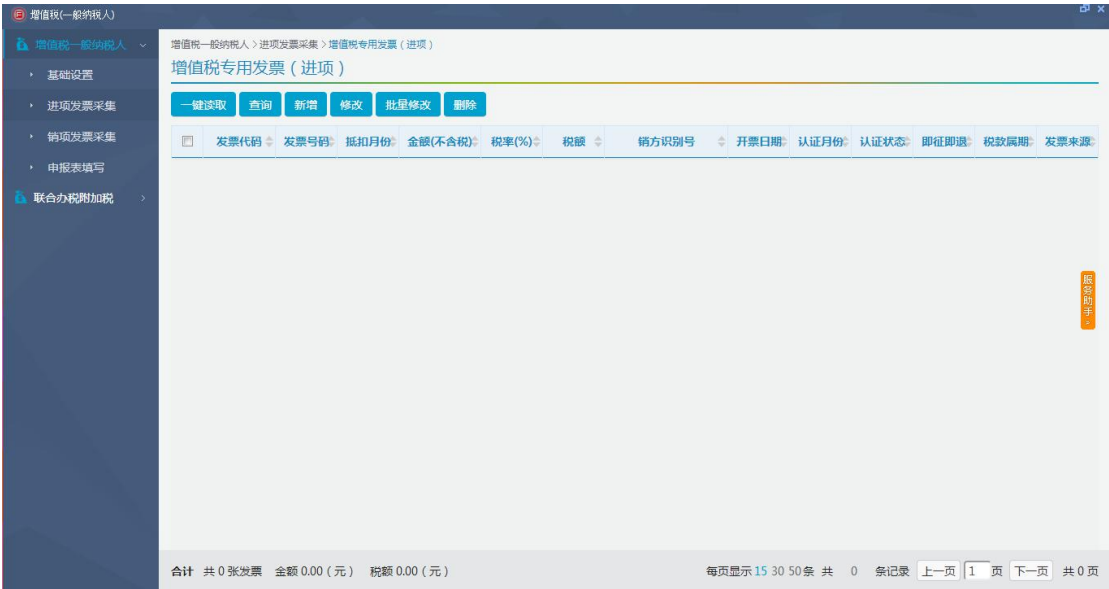 增值税(一般纳税人)
增值税一般纳税人
基础设置
进项发票采集
销项发票采集
申报表填写
联合办税附加税
增值税一般纳税人>进项发票采集>增值税专用发票(进项)
增值税专用发票(进项)
一键读取 查询 新增 修改 批量修改 删除
发票代码 发票号码 抵扣月份 金额(不含税) 税率(%) 税额 销方识别号 开票日期 认证月份 认证状态 即征即退 税款属期 发票来源
服务助手»
合计 共0张发票 金额0.00(元) 税额0.00(元) 每页显示 15 30 50条 共 0 条记录 上一页 1 页 下一页 共0页